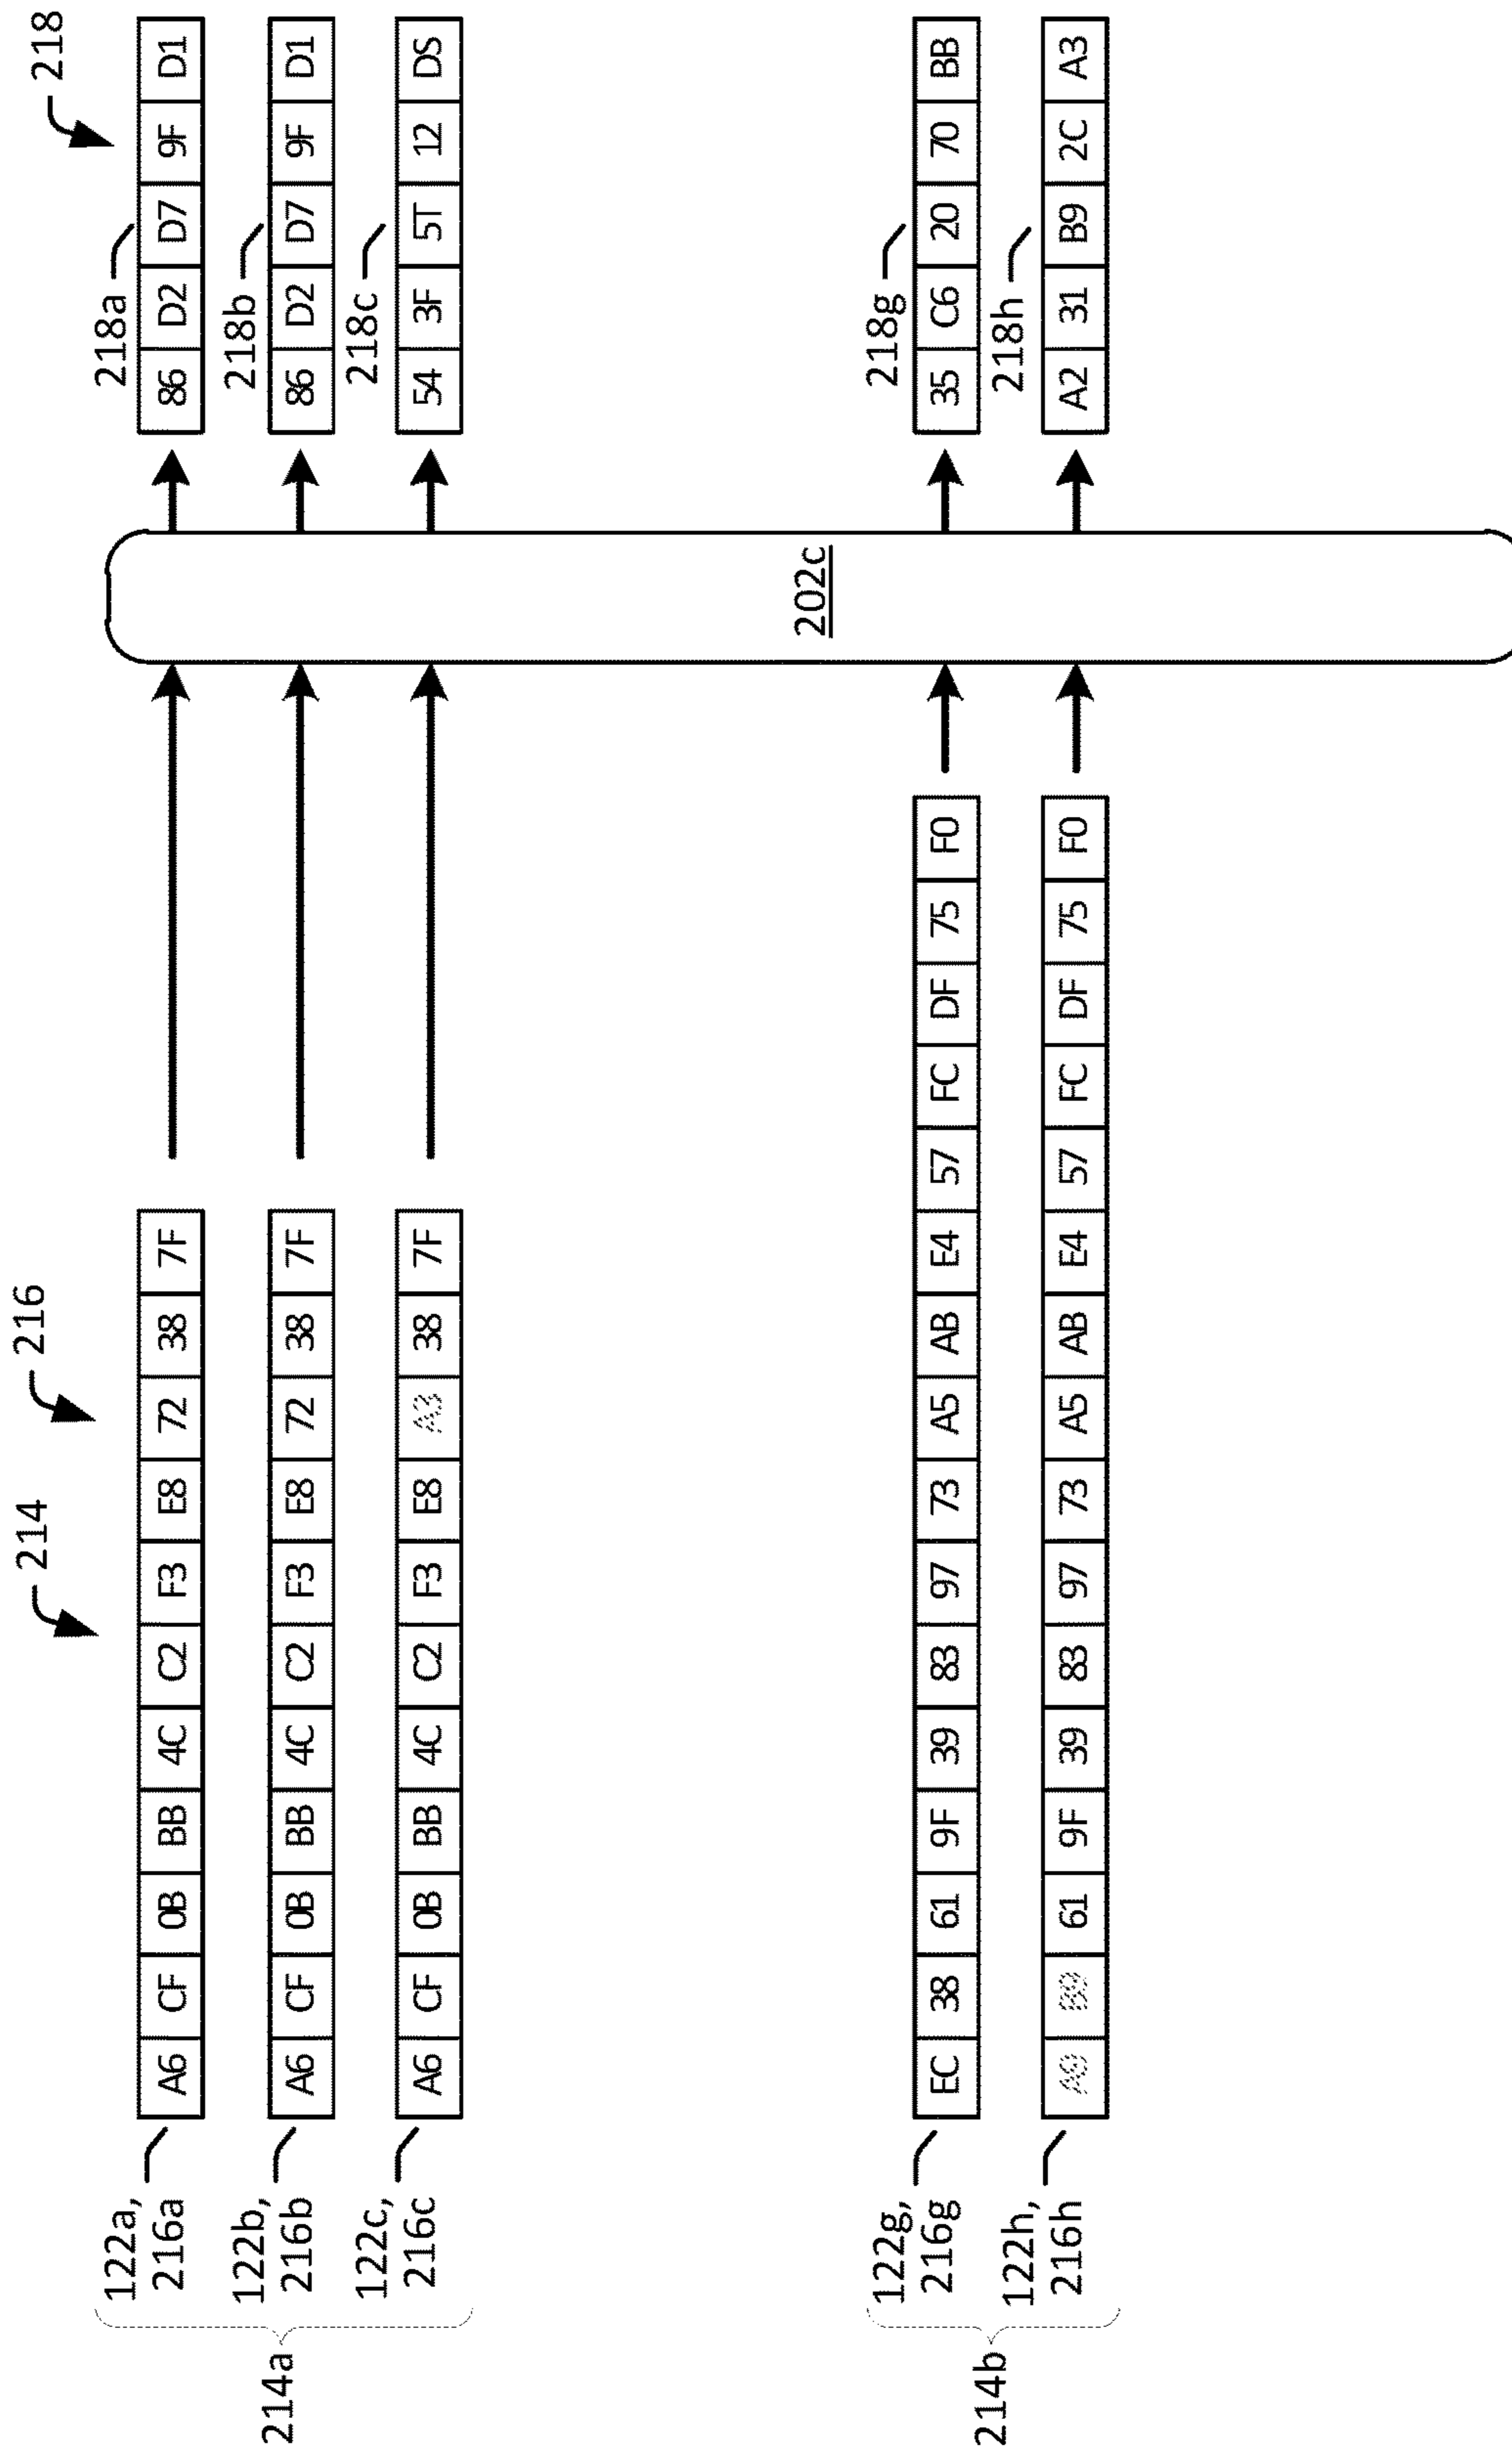 214 216 218
218a
122a, 216a A6 CF 0B BB 4C C2 F3 E8 72 38 7F 86 D2 D7 9F D1
218b
122b, 216b A6 CF 0B BB 4C C2 F3 E8 72 38 7F 86 D2 D7 9F D1
214a
218c
122c, 216c A6 CF 0B BB 4C C2 F3 E8 A3 38 7F 54 3F 5T 12 DS
202c
218g
122g, 216g EC 38 61 9F 39 83 97 73 A5 AB E4 57 FC DF 75 F0 35 C6 20 70 BB
214b
218h
122h, 216h A9 B9 61 9F 39 83 97 73 A5 AB E4 57 FC DF 75 F0 A2 31 B9 2C A3